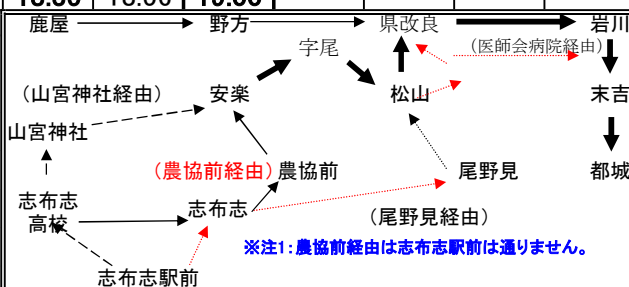 鹿屋 野方 県改良 岩川
字尾 (医師会病院経由)
(山宮神社経由) 安楽 松山 末吉
山宮神社
(農協前経由) 農協前 尾野見 都城
志布志
高校
志布志 (尾野見経由)
※注1:農協前経由は志布志駅前は通りません。
志布志駅前